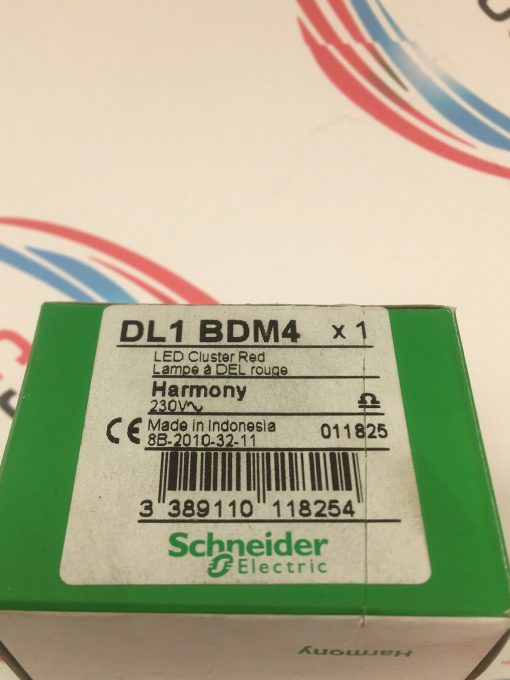 DL1 BDM4 x 1
LED Cluster Red
Lampe à DEL rouge
Harmony
230V~
Made in Indonesia
8B-2010-32-11
011825
CE
3 389110 118254
Schneider
Electric
Harmony